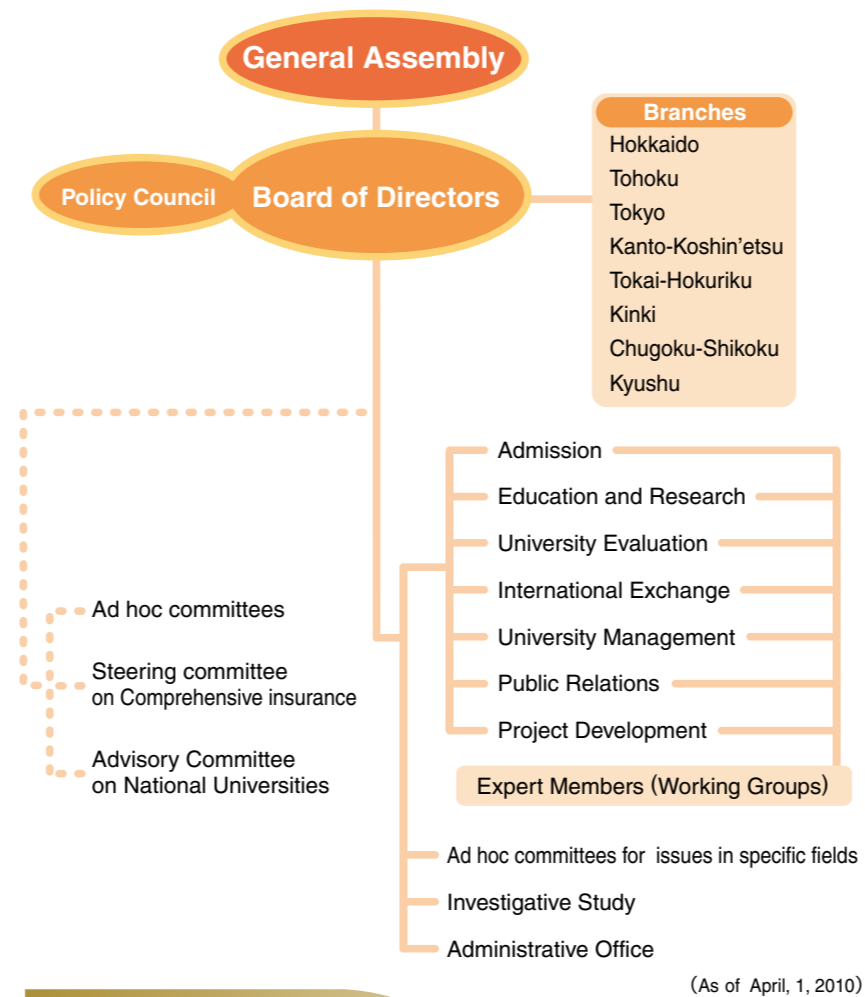 General Assembly
Policy Council
Board of Directors
Branches
Hokkaido
Tohoku
Tokyo
Kanto-Koshin’etsu
Tokai-Hokuriku
Kinki
Chugoku-Shikoku
Kyushu
Ad hoc committees
Steering committee
on Comprehensive insurance
Advisory Committee
on National Universities
Admission
Education and Research
University Evaluation
International Exchange
University Management
Public Relations
Project Development
Expert Members (Working Groups)
Ad hoc committees for issues in specific fields
Investigative Study
Administrative Office
(As of April, 1, 2010)